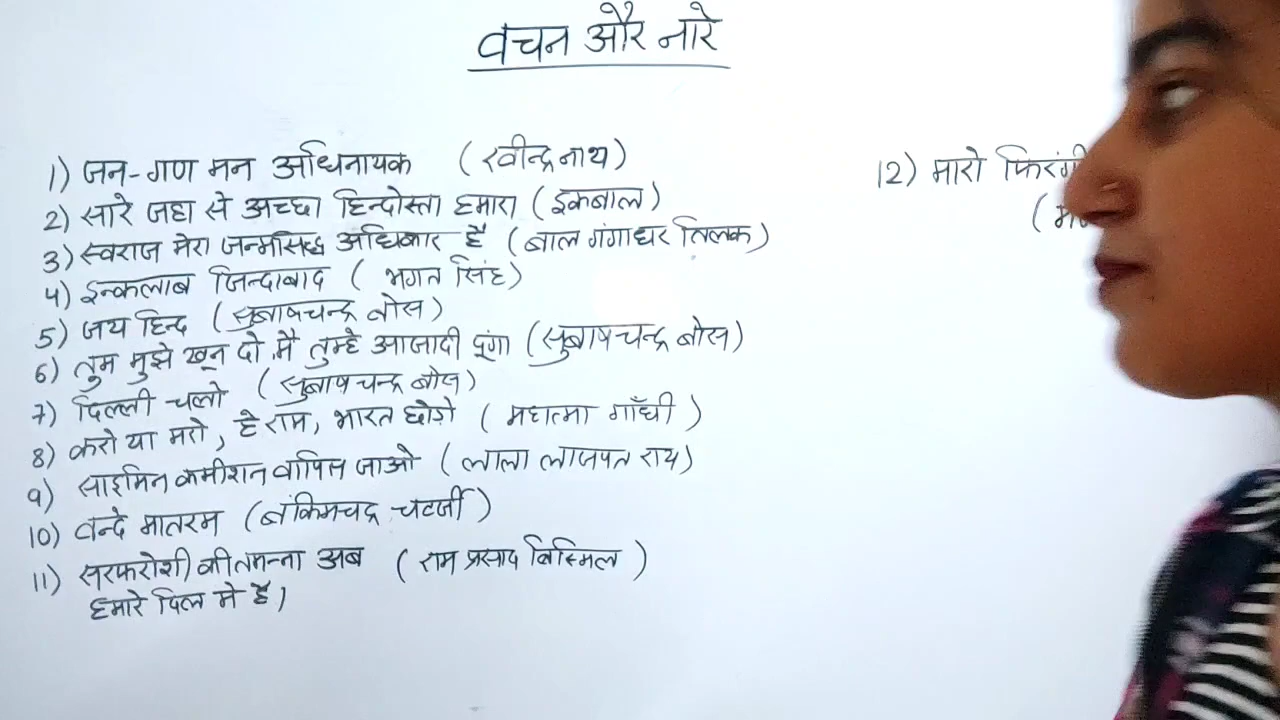 वचन और नारे
1) जन-गण मन अधिनायक (रवीन्द्रनाथ)
2) सारे जहा से अच्छा हिन्दोस्ता हमारा (इकबाल)
3) स्वराज मेरा जन्मसिद्ध अधिकार है (बाल गंगाधर तिलक)
4) इन्कलाब जिन्दाबाद (भगत सिंह)
5) जय हिन्द (सुबाषचन्द्र बोस)
6) तुम मुझे खून दो, मै तुम्हे आजादी दूंगा (सुबाषचन्द्र बोस)
7) दिल्ली चलो (सुबाषचन्द्र बोस)
8) करो या मरो, हे राम, भारत छोड़ो (महात्मा गाँधी)
9) साइमिन कमीशन वापिस जाओ (लाला लाजपत राय)
10) वन्दे मातरम (बंकिमचद्र चटर्जी)
11) सरफरोशी की तमन्ना अब (राम प्रसाद बिस्मिल)
हमारे दिल मे है।
12) मारो